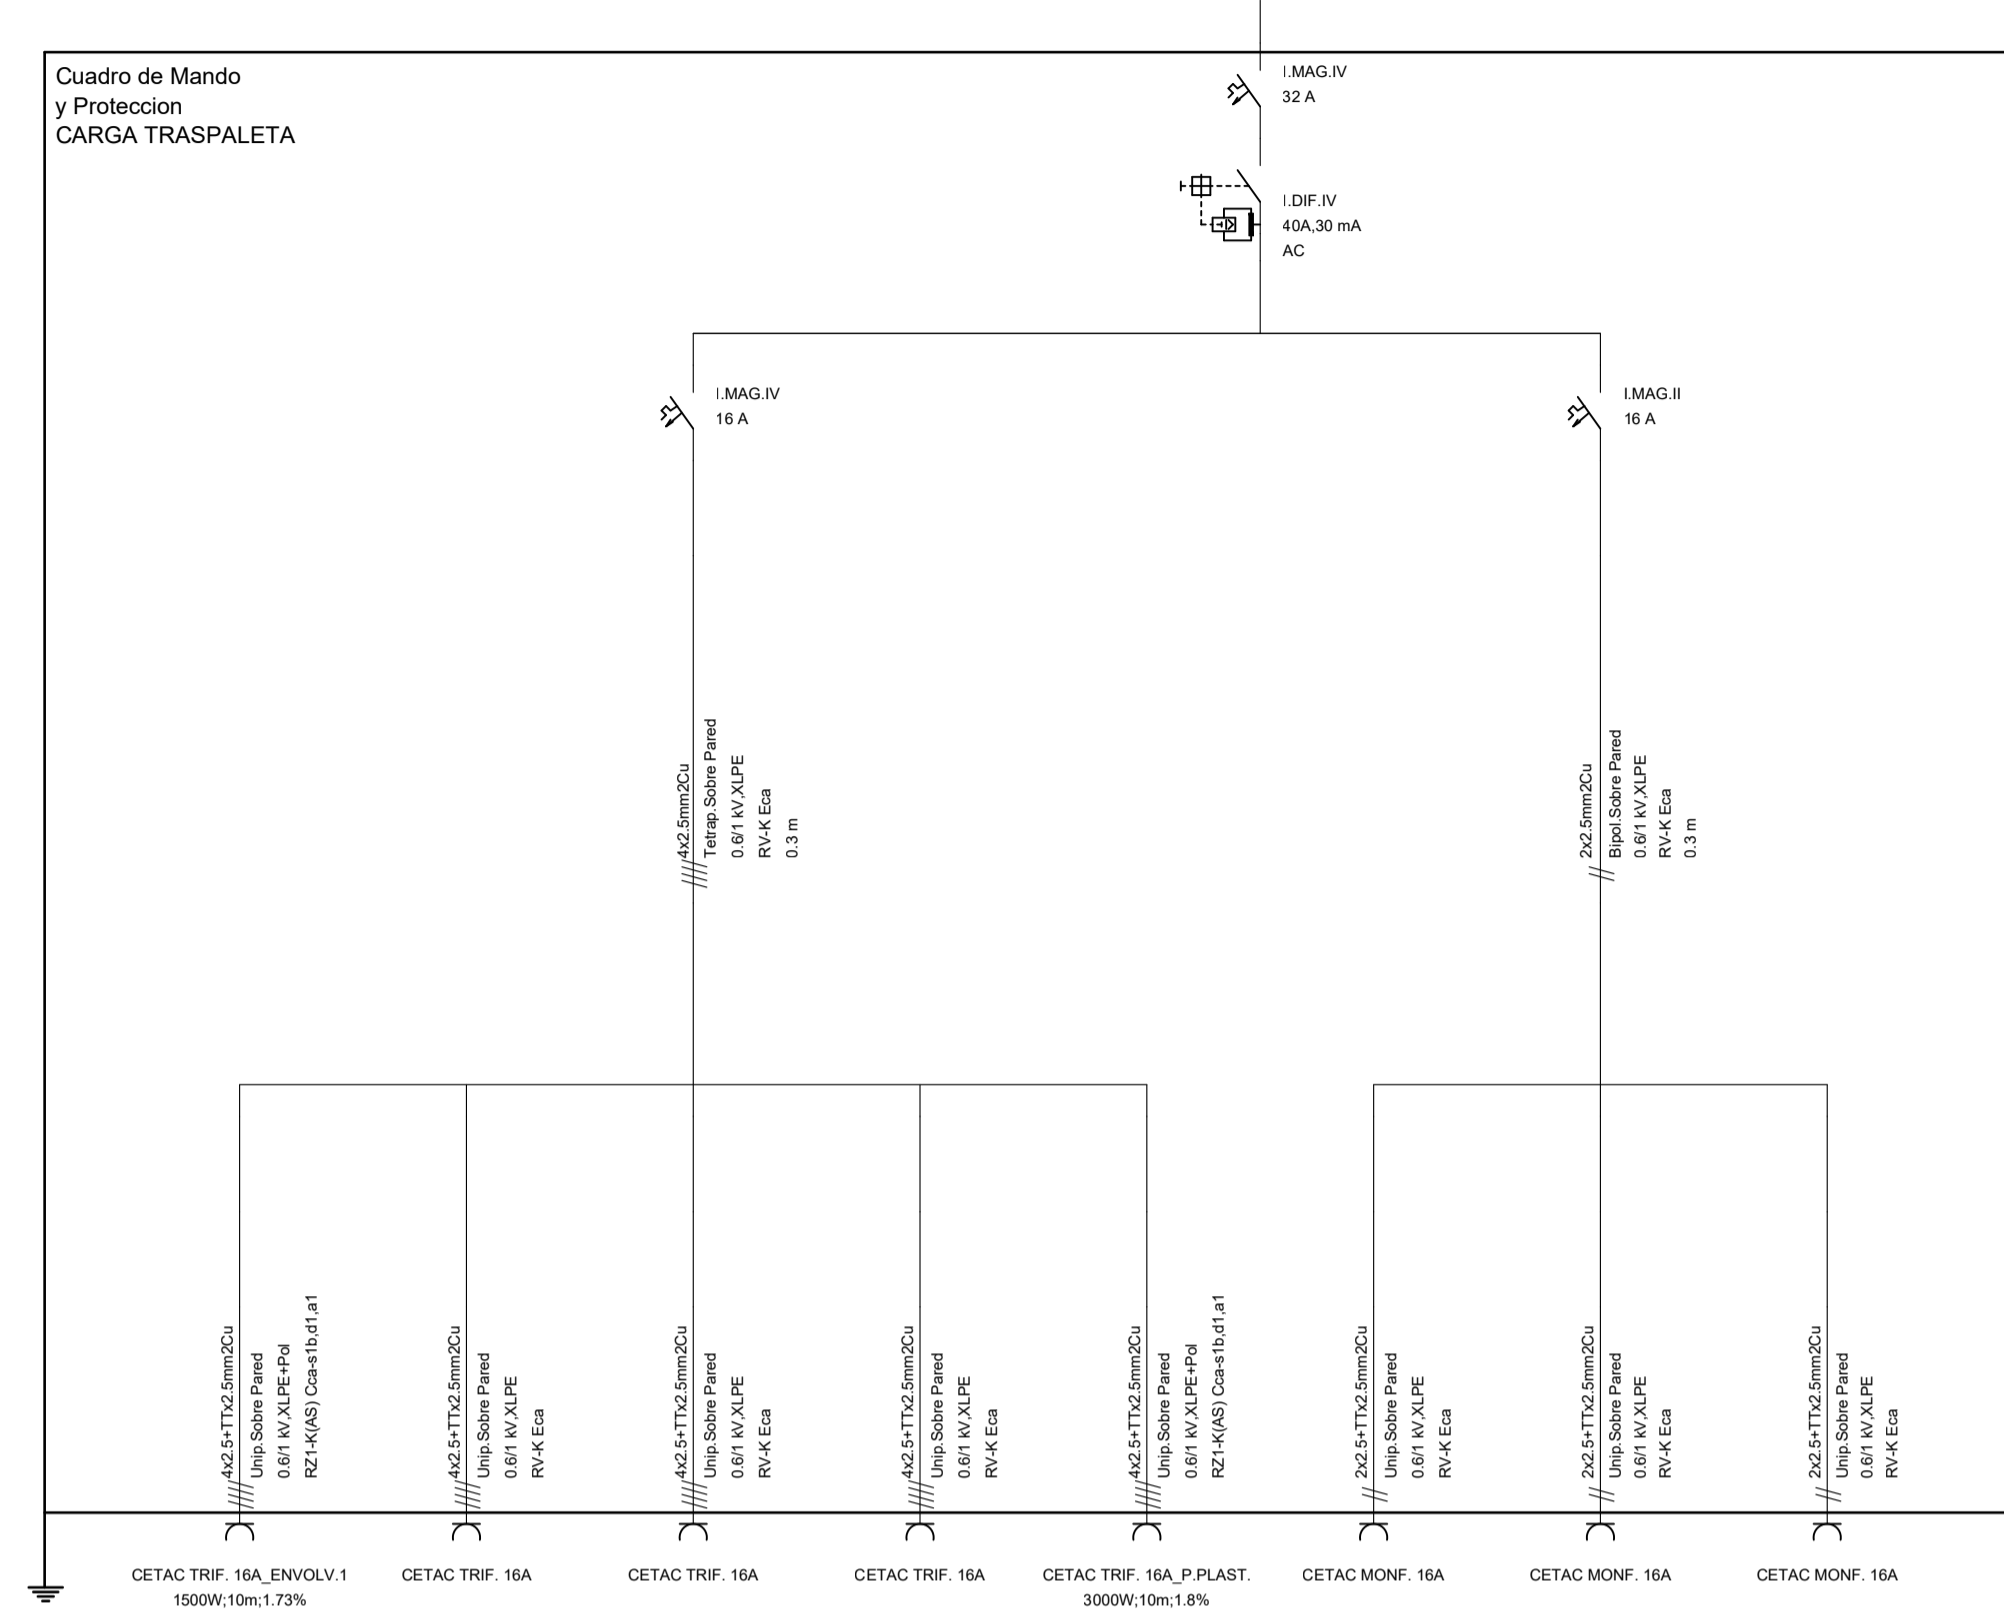 Cuadro de Mando
y Proteccion
CARGA TRASPALETA
I.MAG.IV
32 A
I.DIF.IV
40A,30 mA
AC
I.MAG.IV
16 A
I.MAG.II
16 A
4x2.5mm2Cu
Tetrap.Sobre Pared
0.6/1 kV,XLPE
RV-K Eca
0.3 m
2x2.5mm2Cu
Bipol.Sobre Pared
0.6/1 kV,XLPE
RV-K Eca
0.3 m
4x2.5+TTx2.5mm2Cu
Unip.Sobre Pared
0.6/1 kV,XLPE+Pol
RZ1-K(AS) Cca-s1b,d1,a1
4x2.5+TTx2.5mm2Cu
Unip.Sobre Pared
0.6/1 kV,XLPE
RV-K Eca
4x2.5+TTx2.5mm2Cu
Unip.Sobre Pared
0.6/1 kV,XLPE
RV-K Eca
4x2.5+TTx2.5mm2Cu
Unip.Sobre Pared
0.6/1 kV,XLPE
RV-K Eca
4x2.5+TTx2.5mm2Cu
Unip.Sobre Pared
0.6/1 kV,XLPE+Pol
RZ1-K(AS) Cca-s1b,d1,a1
2x2.5+TTx2.5mm2Cu
Unip.Sobre Pared
0.6/1 kV,XLPE
RV-K Eca
2x2.5+TTx2.5mm2Cu
Unip.Sobre Pared
0.6/1 kV,XLPE
RV-K Eca
2x2.5+TTx2.5mm2Cu
Unip.Sobre Pared
0.6/1 kV,XLPE
RV-K Eca
CETAC TRIF. 16A_ENVOLV.1
1500W;10m;1.73%
CETAC TRIF. 16A
CETAC TRIF. 16A
CETAC TRIF. 16A
CETAC TRIF. 16A_P.PLAST.
3000W;10m;1.8%
CETAC MONF. 16A
CETAC MONF. 16A
CETAC MONF. 16A